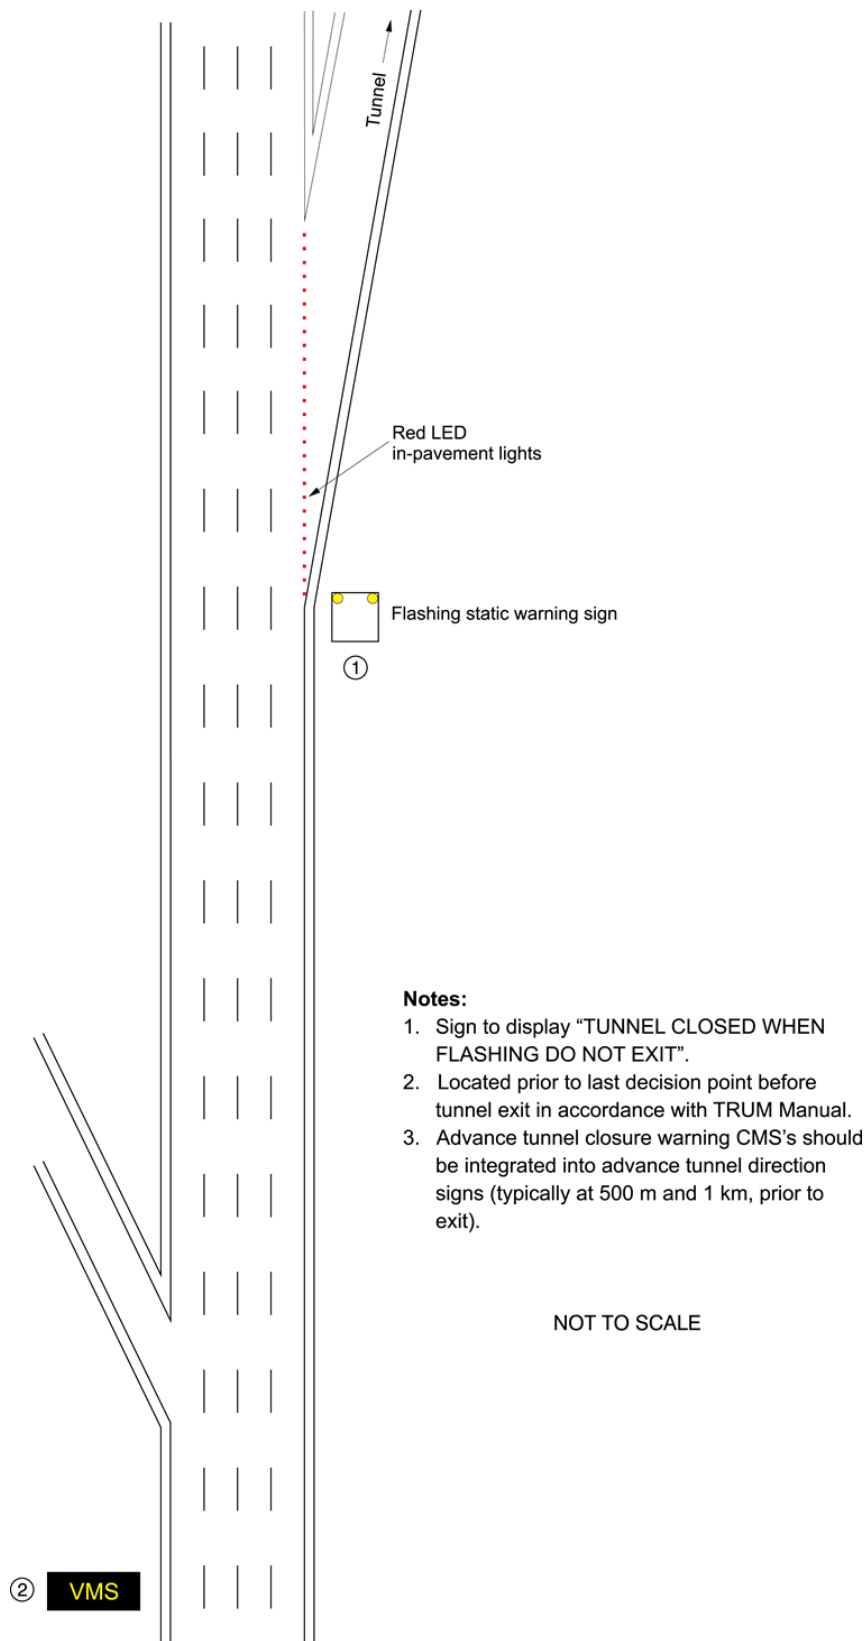 Tunnel
Red LED
in-pavement lights
Flashing static warning sign
1
Notes:
1. Sign to display “TUNNEL CLOSED WHEN
FLASHING DO NOT EXIT”.
2. Located prior to last decision point before
tunnel exit in accordance with TRUM Manual.
3. Advance tunnel closure warning CMS’s should
be integrated into advance tunnel direction
signs (typically at 500 m and 1 km, prior to
exit).
NOT TO SCALE
2 VMS